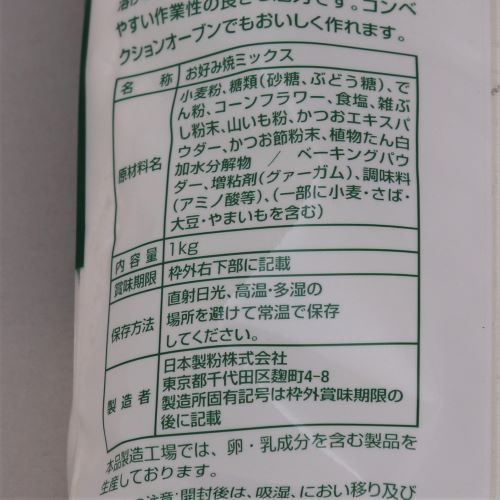 やすい作業性の良さも魅力です。コンベ
クションオーブンでもおいしく作れます。
名称 お好み焼ミックス
原材料名
小麦粉、糖類(砂糖、ぶどう糖)、で
ん粉、コーンフラワー、食塩、雑ぶ
し粉末、山いも粉、かつおエキスパ
ウダー、かつお節粉末、植物たん白
加水分解物 / ベーキングパウ
ダー、増粘剤(グァーガム)、調味料
(アミノ酸等)、(一部に小麦・さば・
大豆・やまいもを含む)
内容量 1kg
賞味期限 枠外右下部に記載
保存方法
直射日光、高温・多湿の
場所を避けて常温で保存
してください。
製造者
日本製粉株式会社
東京都千代田区麹町4-8
製造所固有記号は枠外賞味期限の
後に記載
本品製造工場では、卵・乳成分を含む製品を
生産しております。
注意:開封後は、吸湿、におい移り及び